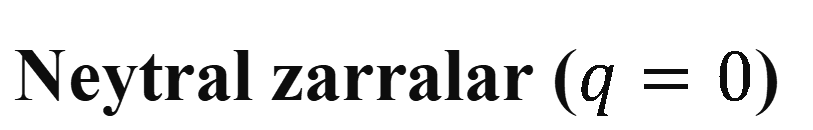 Neytral zarralar (q = 0)